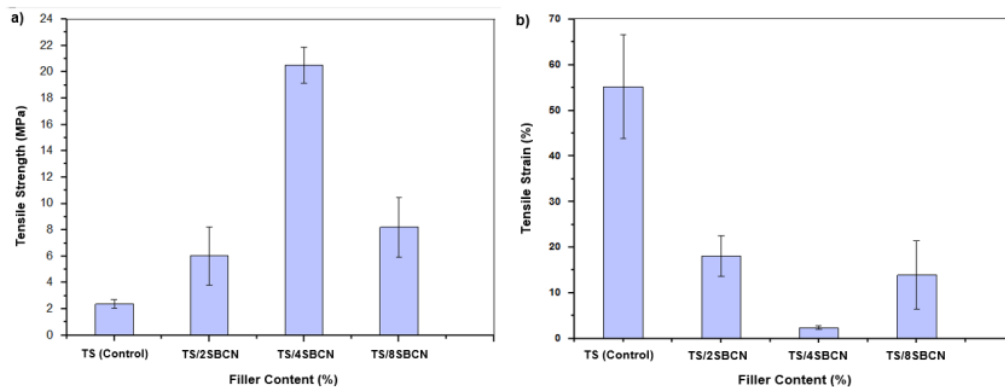 a)
24
22
20
18
16
14
12
10
8
6
4
2
0
Tensile Strength (MPa)
TS (Control) TS/2SBCN TS/4SBCN TS/8SBCN
Filler Content (%)
b)
70
60
50
40
30
20
10
0
Tensile Strain (%)
TS (Control) TS/2SBCN TS/4SBCN TS/8SBCN
Filler Content (%)